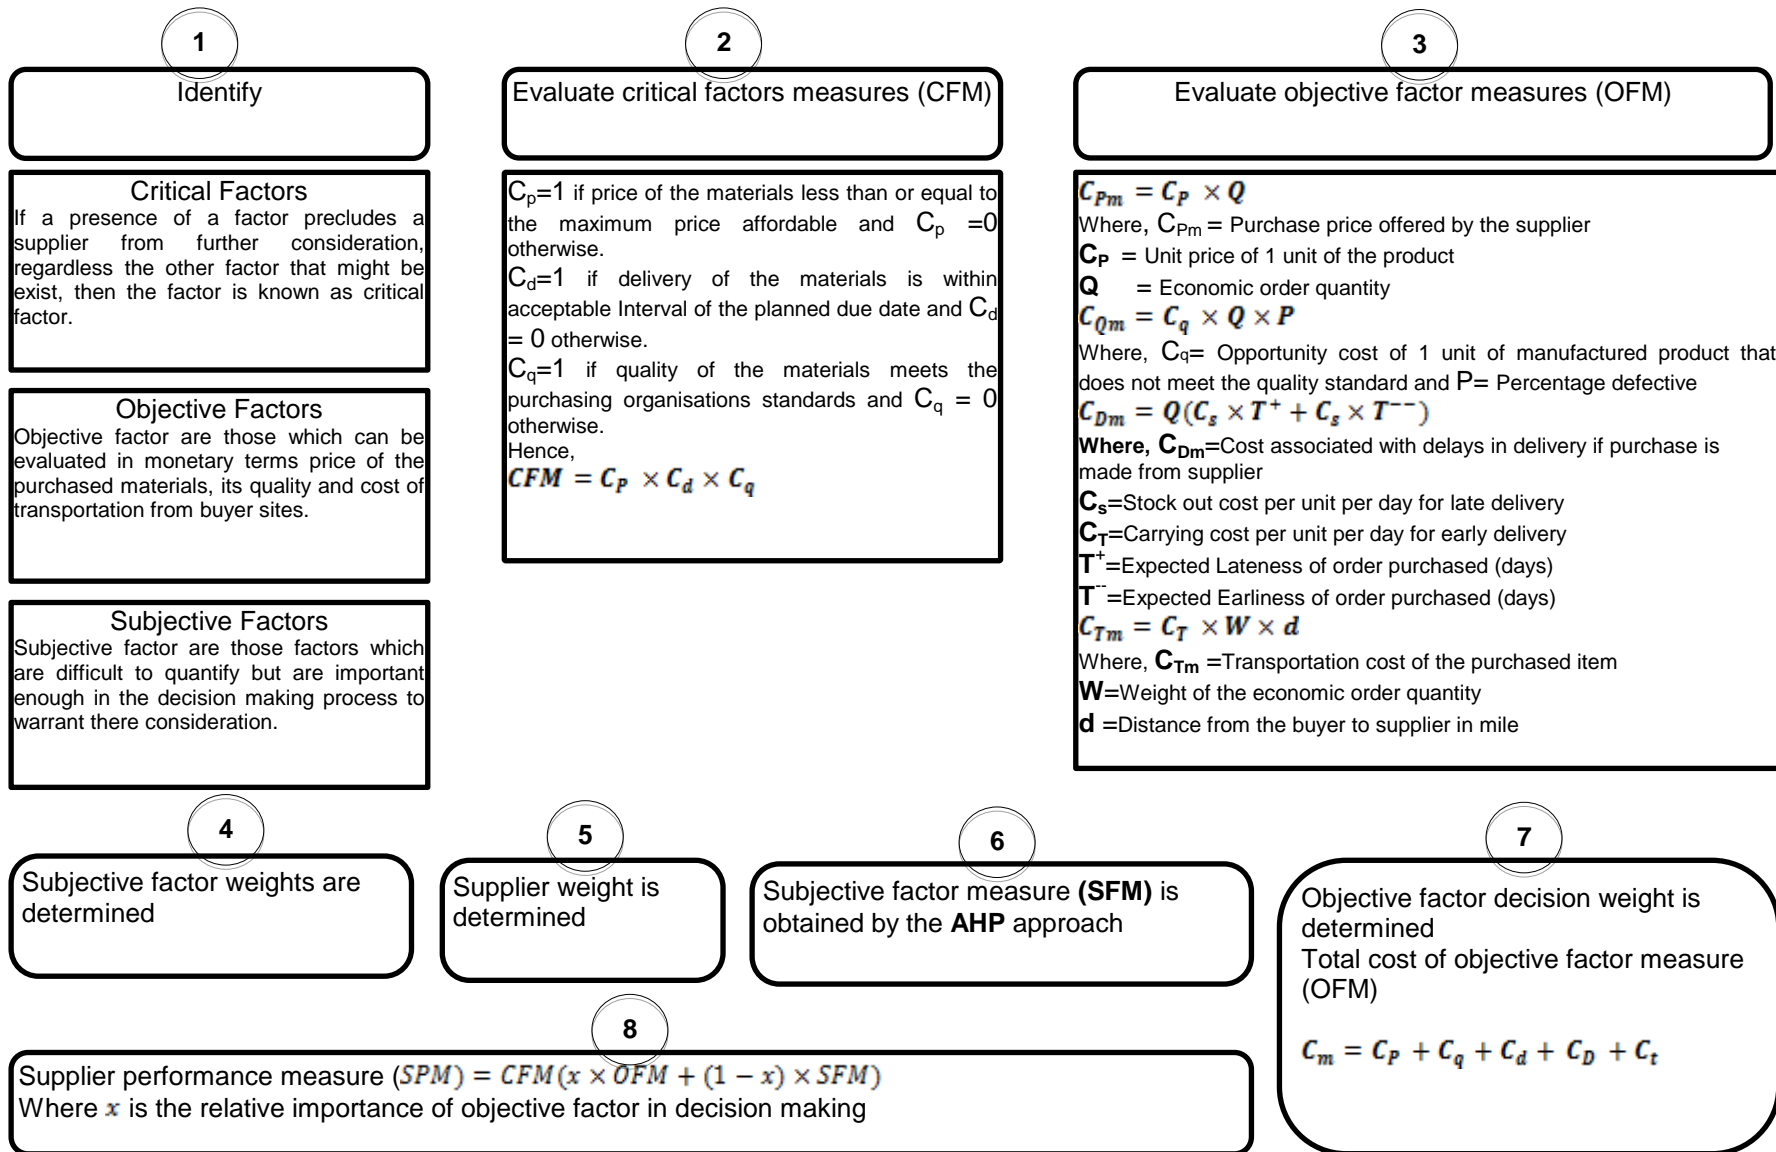 1
Identify
Critical Factors
If a presence of a factor precludes a
supplier from further consideration,
regardless the other factor that might be
exist, then the factor is known as critical
factor.
Objective Factors
Objective factor are those which can be
evaluated in monetary terms price of the
purchased materials, its quality and cost of
transportation from buyer sites.
Subjective Factors
Subjective factor are those factors which
are difficult to quantify but are important
enough in the decision making process to
warrant there consideration.
2
Evaluate critical factors measures (CFM)
Cp=1 if price of the materials less than or equal to
the maximum price affordable and Cp =0
otherwise.
Cd=1 if delivery of the materials is within
acceptable Interval of the planned due date and Cd
= 0 otherwise.
Cq=1 if quality of the materials meets the
purchasing organisations standards and Cq = 0
otherwise.
Hence,
CFM = CP × Cd × Cq
3
Evaluate objective factor measures (OFM)
CPm = CP × Q
Where, CPm = Purchase price offered by the supplier
CP = Unit price of 1 unit of the product
Q = Economic order quantity
CQm = Cq × Q × P
Where, Cq= Opportunity cost of 1 unit of manufactured product that
does not meet the quality standard and P= Percentage defective
CDm = Q(Cs × T+ + Cs × T−−)
Where, CDm=Cost associated with delays in delivery if purchase is
made from supplier
Cs=Stock out cost per unit per day for late delivery
CT=Carrying cost per unit per day for early delivery
T+=Expected Lateness of order purchased (days)
T--=Expected Earliness of order purchased (days)
CTm = CT × W × d
Where, CTm =Transportation cost of the purchased item
W=Weight of the economic order quantity
d =Distance from the buyer to supplier in mile
4
Subjective factor weights are
determined
5
Supplier weight is
determined
6
Subjective factor measure (SFM) is
obtained by the AHP approach
7
Objective factor decision weight is
determined
Total cost of objective factor measure
(OFM)
Cm = CP + Cq + Cd + CD + Ct
8
Supplier performance measure (SPM) = CFM(x × OFM + (1 − x) × SFM)
Where x is the relative importance of objective factor in decision making